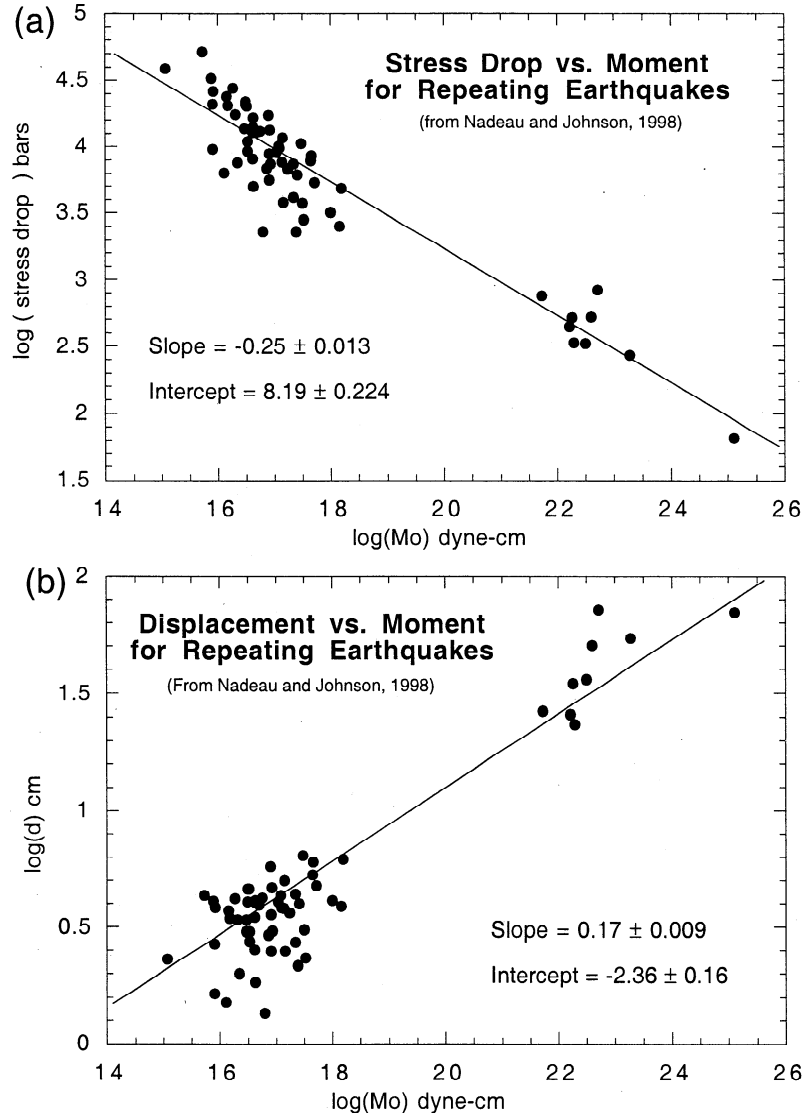 (a)
Stress Drop vs. Moment
for Repeating Earthquakes
(from Nadeau and Johnson, 1998)
log ( stress drop ) bars
5
4.5
4
3.5
3
2.5
2
1.5
Slope = -0.25 ± 0.013
Intercept = 8.19 ± 0.224
14 16 18 20 22 24 26
log(Mo) dyne-cm
(b)
Displacement vs. Moment
for Repeating Earthquakes
(From Nadeau and Johnson, 1998)
log(d) cm
2
1.5
1
0.5
0
Slope = 0.17 ± 0.009
Intercept = -2.36 ± 0.16
14 16 18 20 22 24 26
log(Mo) dyne-cm